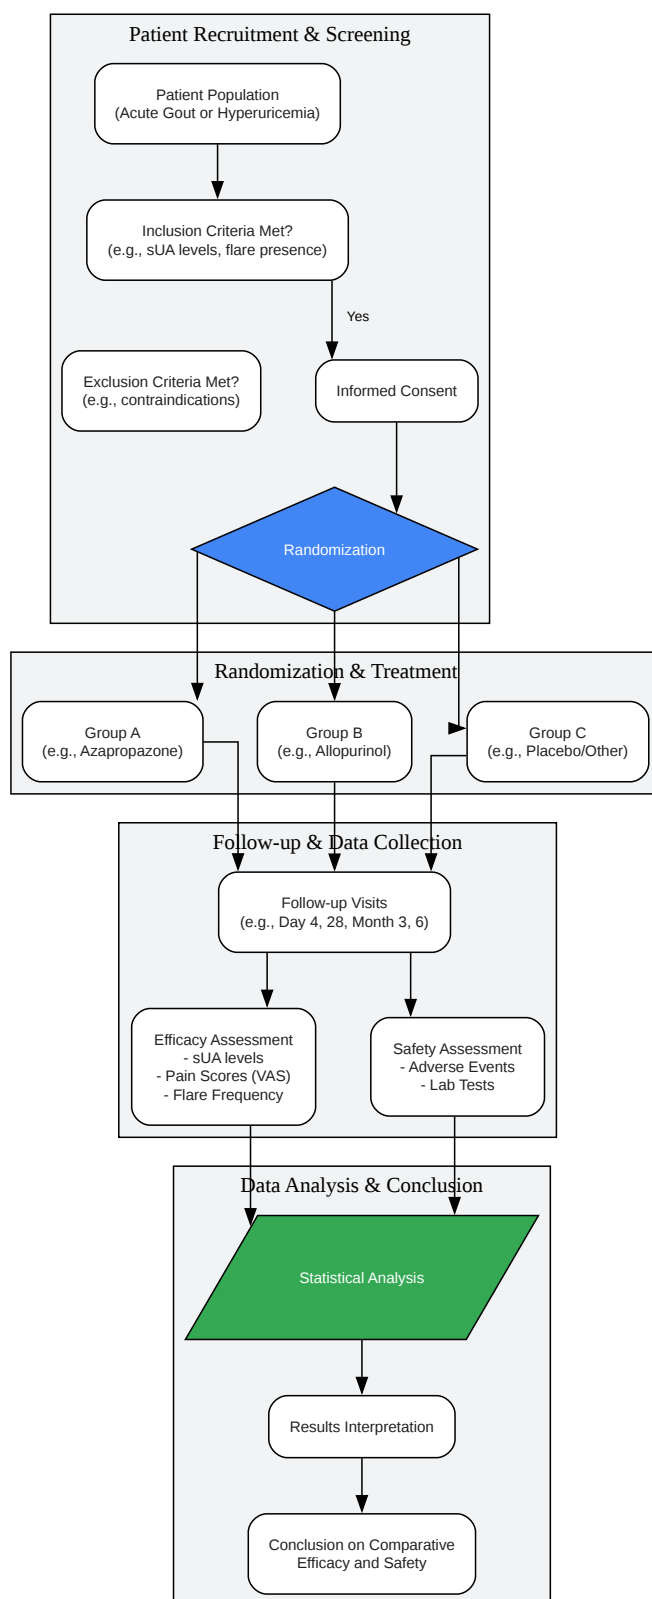 Patient Recruitment & Screening
Patient Population
(Acute Gout or Hyperuricemia)
Inclusion Criteria Met?
(e.g., sUA levels, flare presence)
Yes
Exclusion Criteria Met?
(e.g., contraindications)
Informed Consent
Randomization
Randomization & Treatment
Group A
(e.g., Azapropazone)
Group B
(e.g., Allopurinol)
Group C
(e.g., Placebo/Other)
Follow-up & Data Collection
Follow-up Visits
(e.g., Day 4, 28, Month 3, 6)
Efficacy Assessment
- sUA levels
- Pain Scores (VAS)
- Flare Frequency
Safety Assessment
- Adverse Events
- Lab Tests
Data Analysis & Conclusion
Statistical Analysis
Results Interpretation
Conclusion on Comparative
Efficacy and Safety